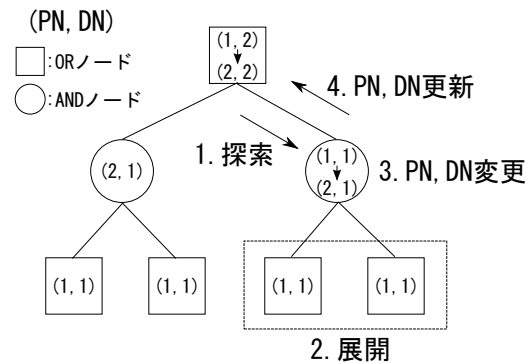 (PN, DN)
:ORノード
:ANDノード
(1, 2)
(2, 2)
4. PN, DN更新
1. 探索
(2, 1)
(1, 1)
(2, 1)
3. PN, DN変更
(1, 1)
(1, 1)
(1, 1)
(1, 1)
2. 展開